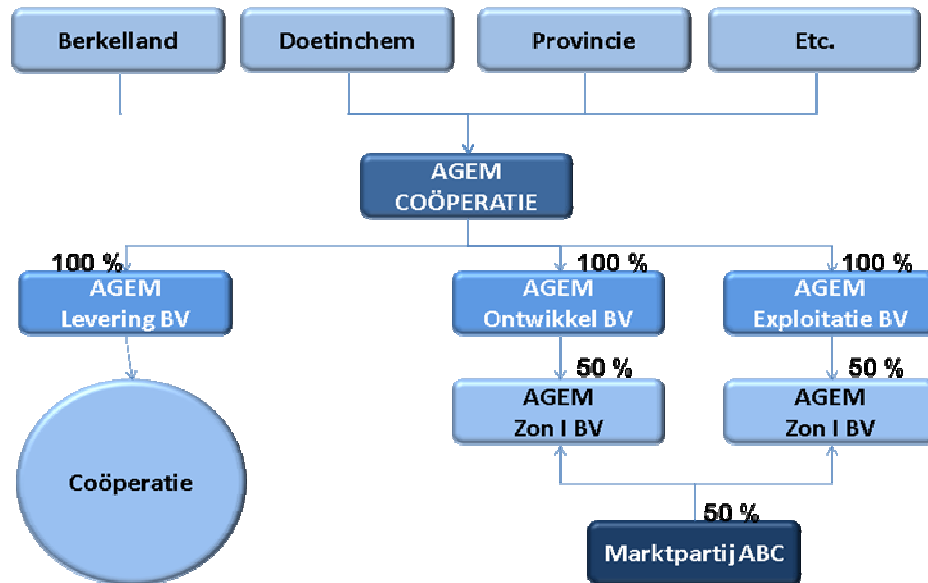 Berkelland
Doetinchem
Provincie
Etc.
AGEM
COÖPERATIE
100 %
100 %
100 %
AGEM
Levering BV
AGEM
Ontwikkel BV
AGEM
Exploitatie BV
50 %
50 %
AGEM
Zon I BV
AGEM
Zon I BV
Coöperatie
50 %
Marktpartij ABC